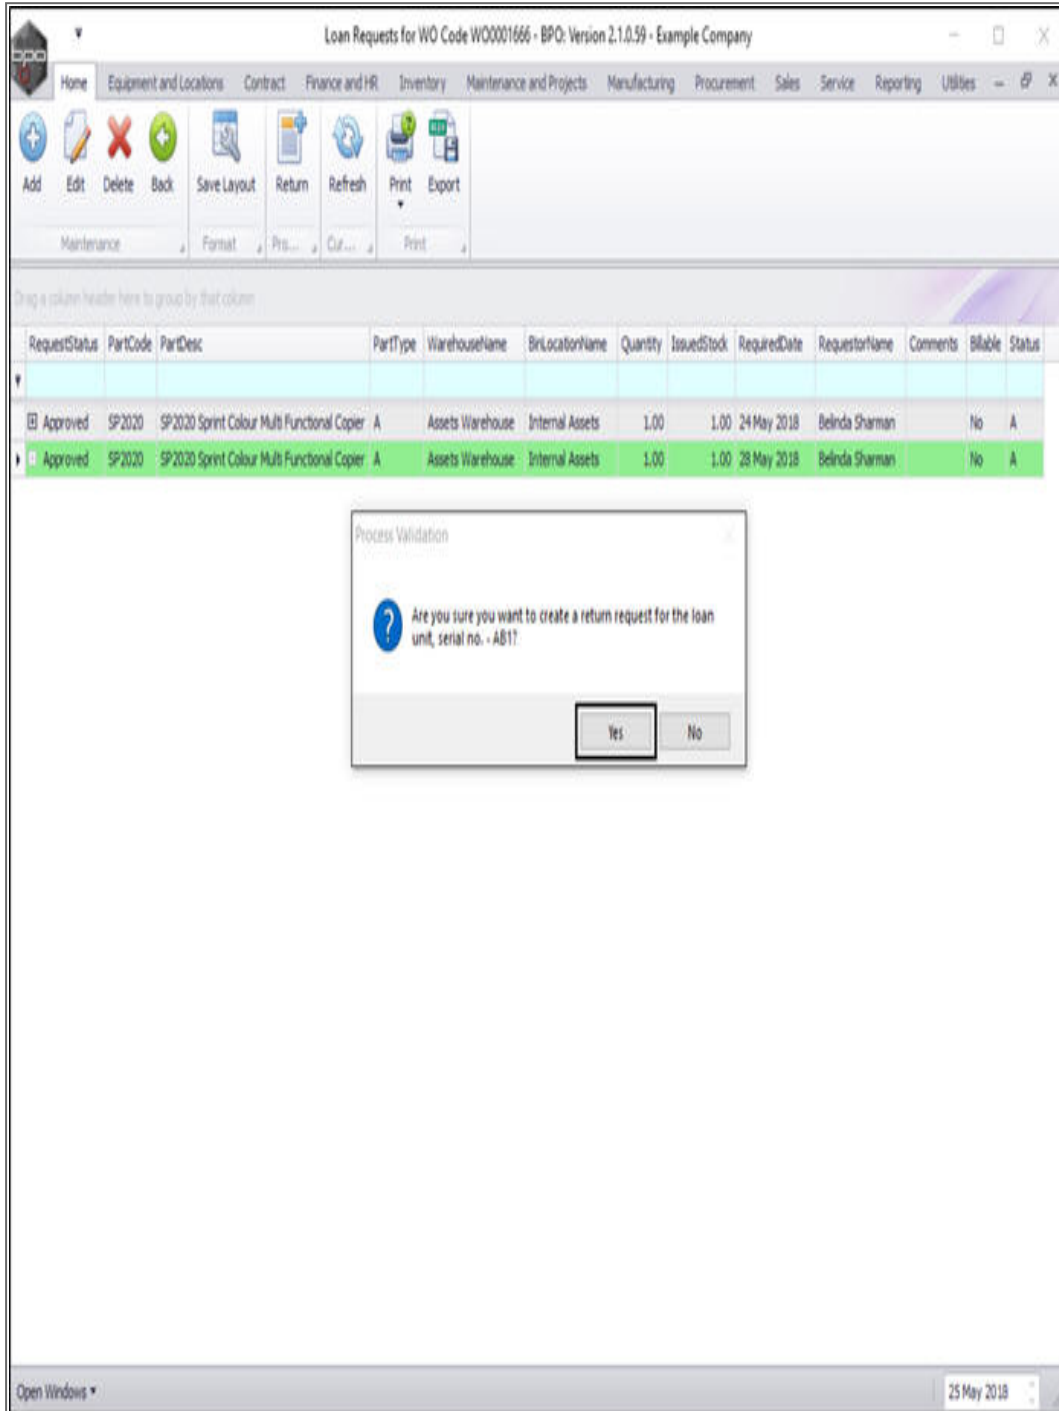 Loan Requests for WO Code WO0001666 - BPO: Version 2.1.0.59 - Example Company
Home Equipment and Locations Contract Finance and HR Inventory Maintenance and Projects Manufacturing Procurement Sales Service Reporting Utilities
Add Edit Delete Back Save Layout Return Refresh Print Export
Maintenance Format Pro... Cur... Print
Drag a column header here to group by that column
RequestStatus PartCode PartDesc PartType WarehouseName BinLocationName Quantity IssuedStock RequiredDate RequestorName Comments Billable Status
Approved SP2020 SP2020 Sprint Colour Multi Functional Copier A Assets Warehouse Internal Assets 1.00 1.00 24 May 2018 Belinda Sharman No A
Approved SP2020 SP2020 Sprint Colour Multi Functional Copier A Assets Warehouse Internal Assets 1.00 1.00 28 May 2018 Belinda Sharman No A
Process Validation
Are you sure you want to create a return request for the loan
unit, serial no. - AB1?
Yes No
Open Windows 25 May 2018